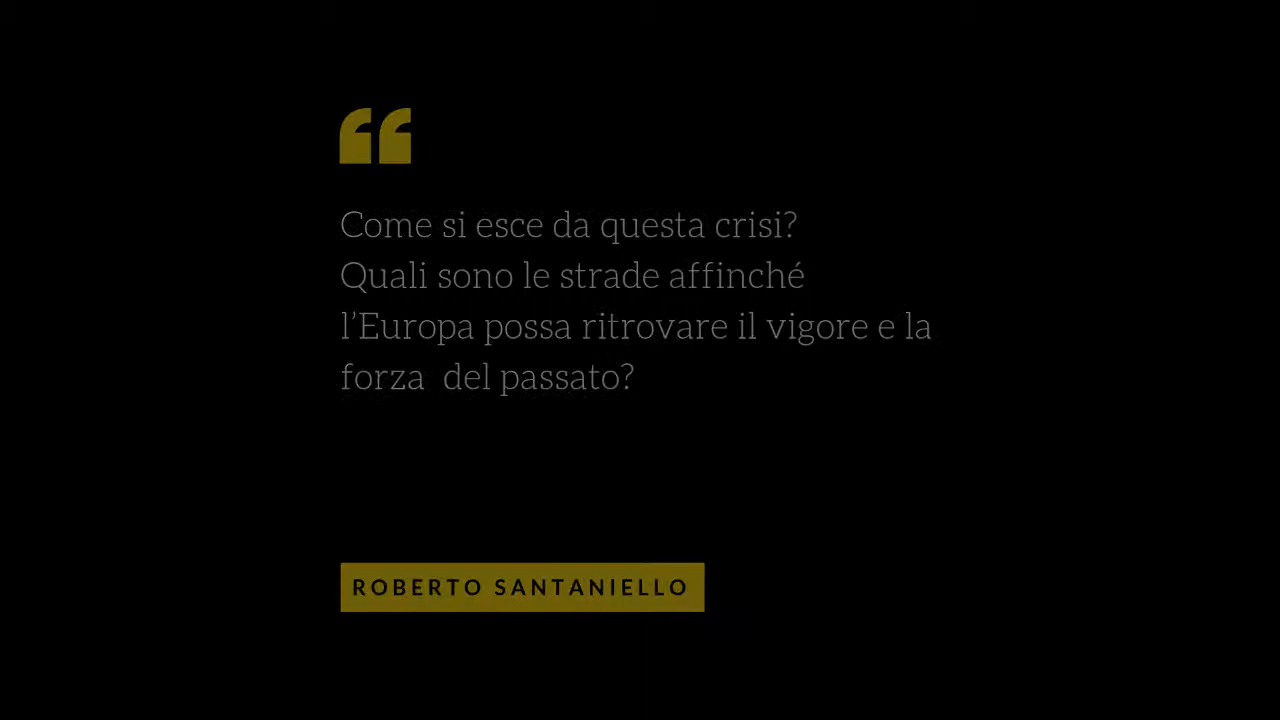 Come si esce da questa crisi?
Quali sono le strade affinché
l’Europa possa ritrovare il vigore e la
forza  del passato?
ROBERTO SANTANIELLO